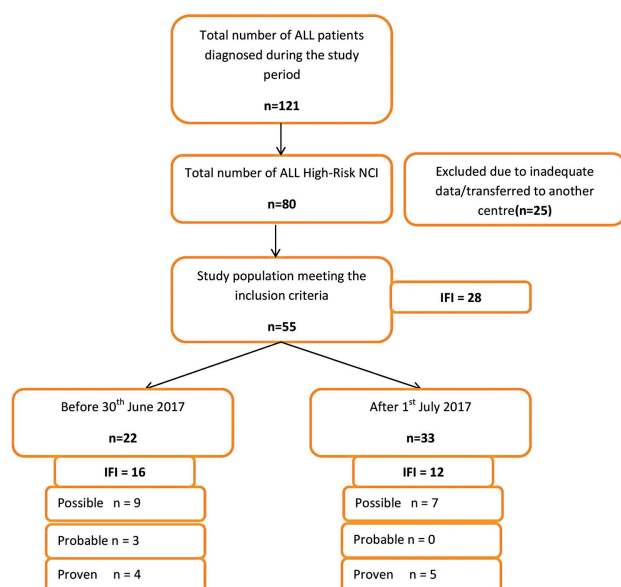 Total number of ALL patients
diagnosed during the study
period
n=121
Total number of ALL High-Risk NCI
n=80
Excluded due to inadequate
data/transferred to another
centre(n=25)
Study population meeting the
inclusion criteria
n=55
IFI = 28
Before 30th June 2017
n=22
IFI = 16
Possible n = 9
Probable n = 3
Proven n = 4
After 1st July 2017
n=33
IFI = 12
Possible n = 7
Probable n = 0
Proven n = 5